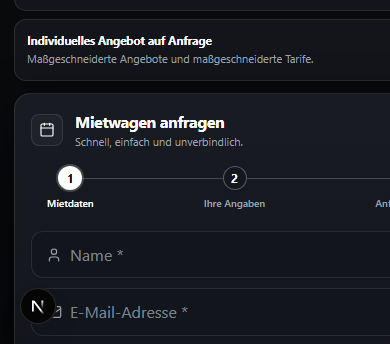 Individuelles Angebot auf Anfrage
Maßgeschneiderte Angebote und maßgeschneiderte Tarife.
Mietwagen anfragen
Schnell, einfach und unverbindlich.
1
2
Mietdaten
Ihre Angaben
Anf
Name *
N
E-Mail-Adresse *